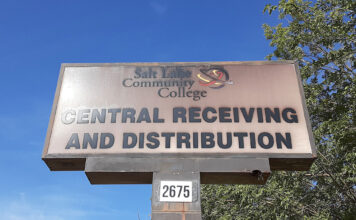 Salt Lake
Community
College
CENTRAL RECEIVING
AND DISTRIBUTION
2675